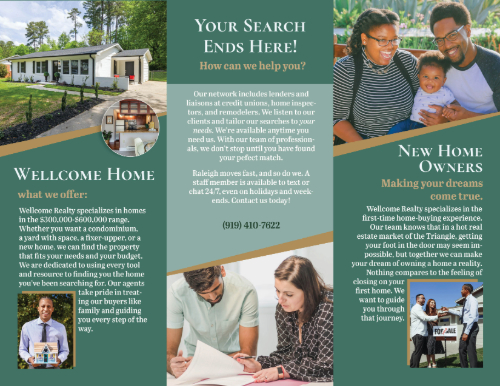 Wellcome Home
what we offer:
Wellcome Realty specializes in homes
in the $300,000-$600,000 range.
Whether you want a condominium,
a yard with space, a fixer-upper, or a
new home, we can find the property
that fits your needs and your budget.
We are dedicated to using every tool
and resource to finding you the home
you've been searching for. Our agents
take pride in treat-
ing our buyers like
family and guiding
you every step of the
way.
Your Search
Ends Here!
How can we help you?
Our network includes lenders and
liaisons at credit unions, home inspec-
tors, and remodelers. We listen to our
clients and tailor our searches to your
needs. We're available anytime you
need us. With our team of profession-
als, we don't stop until you have found
your pefect match.
Raleigh moves fast, and so do we. A
staff member is available to text or
chat 24/7, even on holidays and week-
ends. Contact us today!
(919) 410-7622
New Home
Owners
Making your dreams
come true.
Wellcome Realty specializes in the
first-time home-buying experience.
Our team knows that in a hot real
estate market of the Triangle, getting
your foot in the door may seem im-
possible, but together we can make
your dream of owning a home a reality.
Nothing compares to the feeling of
closing on your
first home. We
want to guide
you through
that journey.
FOR SALE